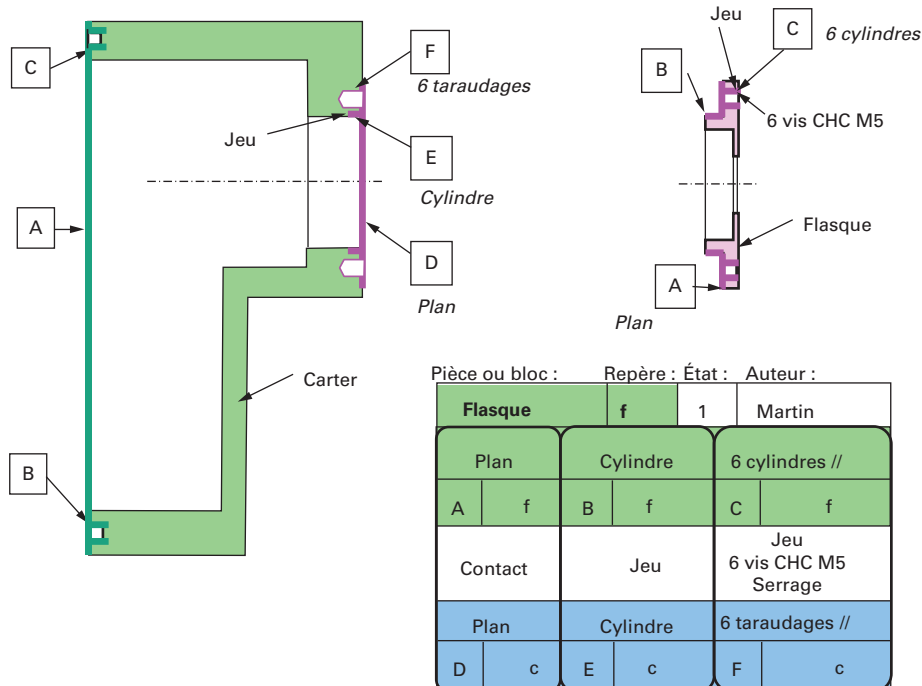 C
F
6 taraudages
Jeu
E
Cylindre
A
D
Plan
Carter
B
Jeu
C
6 cylindres
B
6 vis CHC M5
Flasque
A
Plan
Pièce ou bloc : Repère : État : Auteur :
Flasque f 1 Martin
Plan Cylindre 6 cylindres //
A f B f C f
Contact Jeu Jeu
6 vis CHC M5
Serrage
Plan Cylindre 6 taraudages //
D c E c F c